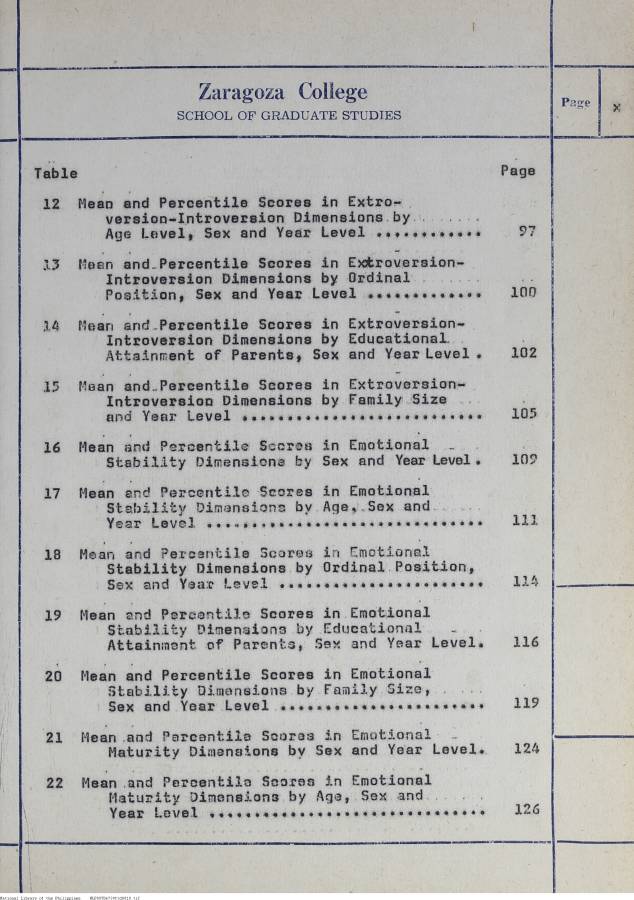 Zaragoza College
SCHOOL OF GRADUATE STUDIES
Page x
Table Page
12 Mean and Percentile Scores in Extro-
version-Introversion Dimensions by
Age Level, Sex and Year Level ............ 97
13 Mean and Percentile Scores in Extroversion-
Introversion Dimensions by Ordinal
Position, Sex and Year Level ............. 100
14 Mean and Percentile Scores in Extroversion-
Introversion Dimensions by Educational
Attainment of Parents, Sex and Year Level . 102
15 Mean and Percentile Scores in Extroversion-
Introversion Dimensions by Family Size
and Year Level ........................... 105
16 Mean and Percentile Scores in Emotional
Stability Dimensions by Sex and Year Level. 109
17 Mean and Percentile Scores in Emotional
Stability Dimensions by Age, Sex and
Year Level ............................... 111
18 Mean and Percentile Scores in Emotional
Stability Dimensions by Ordinal Position,
Sex and Year Level ....................... 114
19 Mean and Percentile Scores in Emotional
Stability Dimensions by Educational
Attainment of Parents, Sex and Year Level. 116
20 Mean and Percentile Scores in Emotional
Stability Dimensions by Family Size,
Sex and Year Level ....................... 119
21 Mean and Percentile Scores in Emotional
Maturity Dimensions by Sex and Year Level. 124
22 Mean and Percentile Scores in Emotional
Maturity Dimensions by Age, Sex and
Year Level ............................... 126
National Library of the Philippines